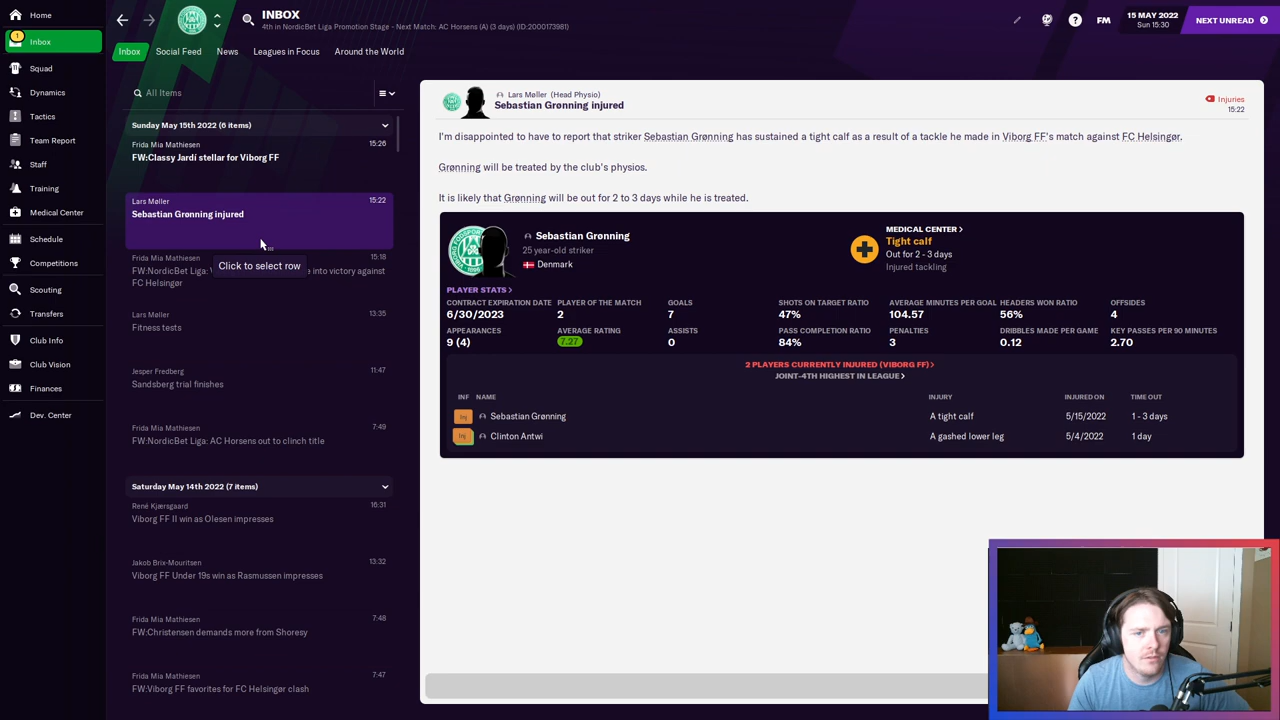 Home
1
Inbox
Squad
Dynamics
Tactics
Team Report
Staff
Training
Medical Center
Schedule
Competitions
Scouting
Transfers
Club Info
Club Vision
Finances
Dev. Center
INBOX
4th in NordicBet Liga Promotion Stage - Next Match: AC Horsens (A) (3 days) (ID:2000173981)
?
FM
15 MAY 2022
Sun 15:30
NEXT UNREAD >
Inbox
Social Feed
News
Leagues in Focus
Around the World
All Items
Sunday May 15th 2022 (6 items)
Frida Mia Mathiesen 15:26
FW:Classy Jardí stellar for Viborg FF
Lars Møller 15:22
Sebastian Grønning injured
Click to select row
Frida Mia Mathiesen 15:18
FW:NordicBet Liga: e into victory against
FC Helsingør
Lars Møller 13:35
Fitness tests
Jesper Fredberg 11:47
Sandsberg trial finishes
Frida Mia Mathiesen 7:49
FW:NordicBet Liga: AC Horsens out to clinch title
Saturday May 14th 2022 (7 items)
René Kjærsgaard 16:31
Viborg FF II win as Olesen impresses
Jakob Brix-Mouritsen 13:32
Viborg FF Under 19s win as Rasmussen impresses
Frida Mia Mathiesen 7:48
FW:Christensen demands more from Shoresy
Frida Mia Mathiesen 7:47
FW:Viborg FF favorites for FC Helsingør clash
Lars Møller (Head Physio)
Sebastian Grønning injured
Injuries
15:22
I'm disappointed to have to report that striker Sebastian Grønning has sustained a tight calf as a result of a tackle he made in Viborg FF's match against FC Helsingør.
Grønning will be treated by the club's physios.
It is likely that Grønning will be out for 2 to 3 days while he is treated.
Sebastian Grønning
25 year-old striker
Denmark
MEDICAL CENTER >
Tight calf
Out for 2 - 3 days
Injured tackling
PLAYER STATS >
CONTRACT EXPIRATION DATE PLAYER OF THE MATCH GOALS SHOTS ON TARGET RATIO AVERAGE MINUTES PER GOAL HEADERS WON RATIO OFFSIDES
6/30/2023 2 7 47% 104.57 56% 4
APPEARANCES AVERAGE RATING ASSISTS PASS COMPLETION RATIO PENALTIES DRIBBLES MADE PER GAME KEY PASSES PER 90 MINUTES
9 (4) 7.27 0 84% 3 0.12 2.70
2 PLAYERS CURRENTLY INJURED (VIBORG FF) >
JOINT-4TH HIGHEST IN LEAGUE >
INF NAME INJURY INJURED ON TIME OUT
Inj Sebastian Grønning A tight calf 5/15/2022 1 - 3 days
Inj Clinton Antwi A gashed lower leg 5/4/2022 1 day